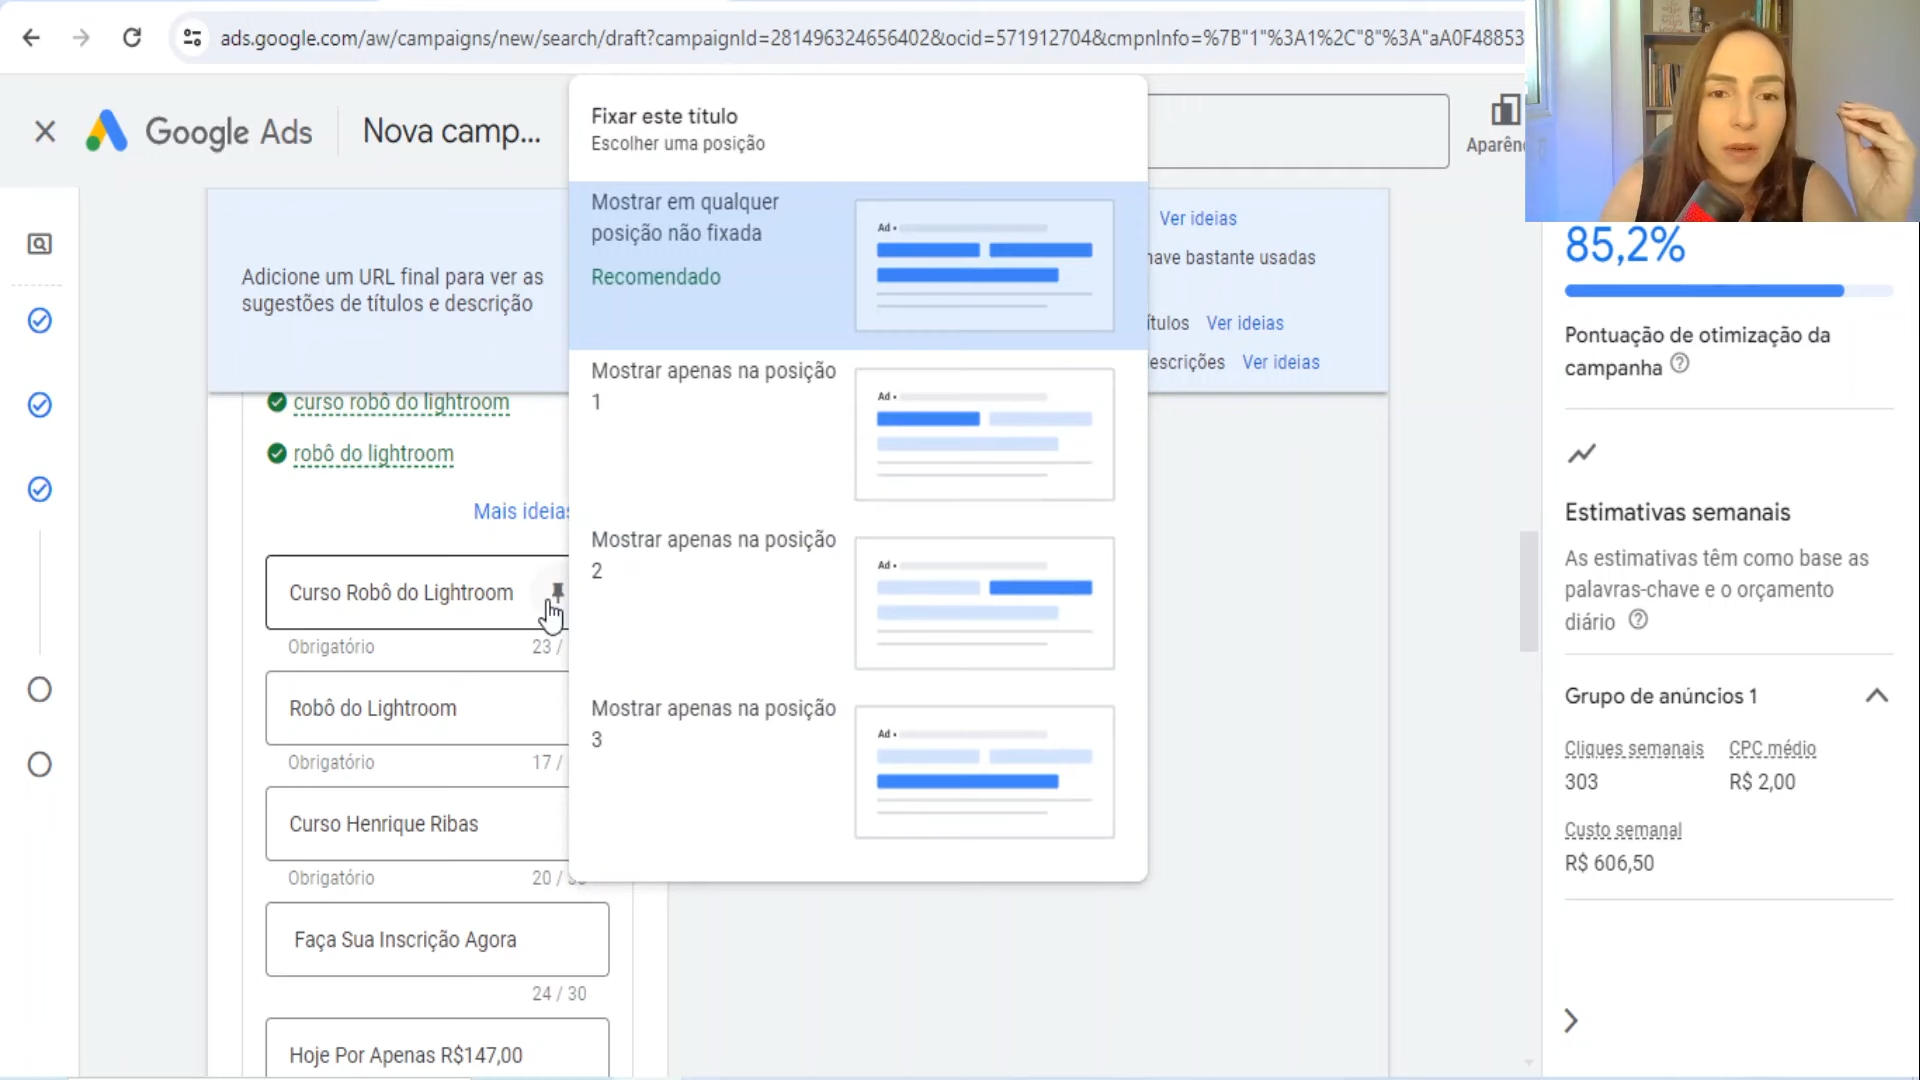 ads.google.com/aw/campaigns/new/search/draft?campaignId=281496324656402&ocid=571912704&cmpnInfo=%7B"1"%3A1%2C"8"%3A"aA0F48853
Google Ads
Nova camp...
Aparên
Fixar este título
Escolher uma posição
Mostrar em qualquer
posição não fixada
Recomendado
Ad •
Mostrar apenas na posição
1
Ad •
Mostrar apenas na posição
2
Ad •
Mostrar apenas na posição
3
Ad •
Adicione um URL final para ver as
sugestões de títulos e descrição
Ver ideias
bastante usadas
Ver ideias
Ver ideias
curso robô do lightroom
robô do lightroom
Mais ideias
Curso Robô do Lightroom
Obrigatório
23 /
Robô do Lightroom
Obrigatório
17 /
Curso Henrique Ribas
Obrigatório
20 /
Faça Sua Inscrição Agora
24 / 30
Hoje Por Apenas R$147,00
85,2%
Pontuação de otimização da
campanha
Estimativas semanais
As estimativas têm como base as
palavras-chave e o orçamento
diário
Grupo de anúncios 1
Cliques semanais CPC médio
303 R$ 2,00
Custo semanal
R$ 606,50